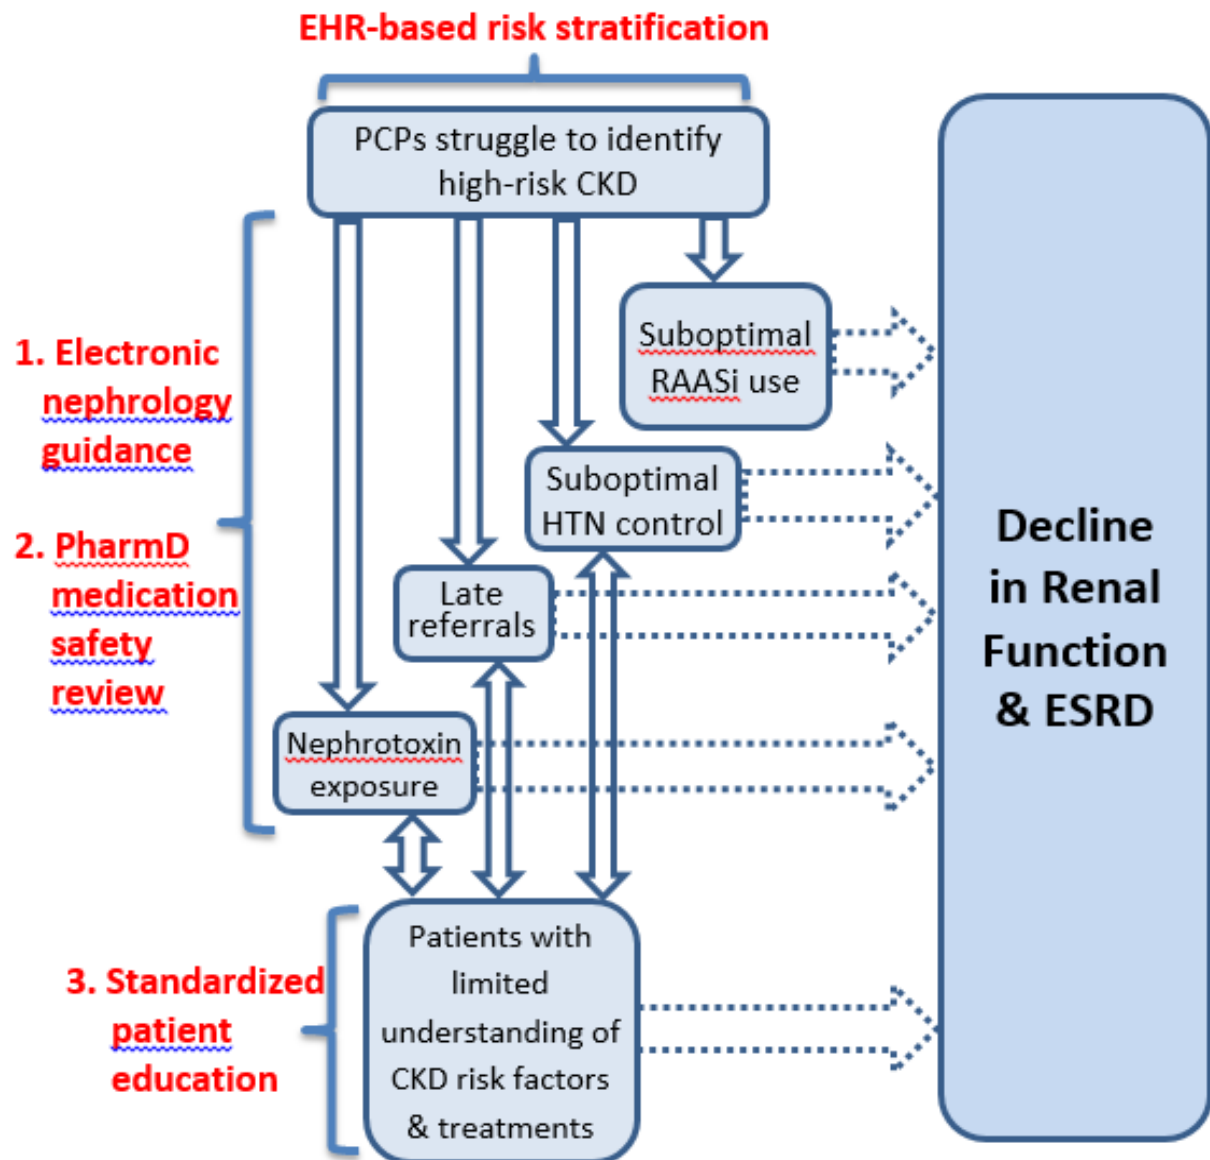 EHR-based risk stratification
PCPs struggle to identify
high-risk CKD
1. Electronic
nephrology
guidance
2. PharmD
medication
safety
review
Suboptimal
RAASi use
Suboptimal
HTN control
Late
referrals
Nephrotoxin
exposure
3. Standardized
patient
education
Patients with
limited
understanding of
CKD risk factors
& treatments
Decline
in Renal
Function
& ESRD